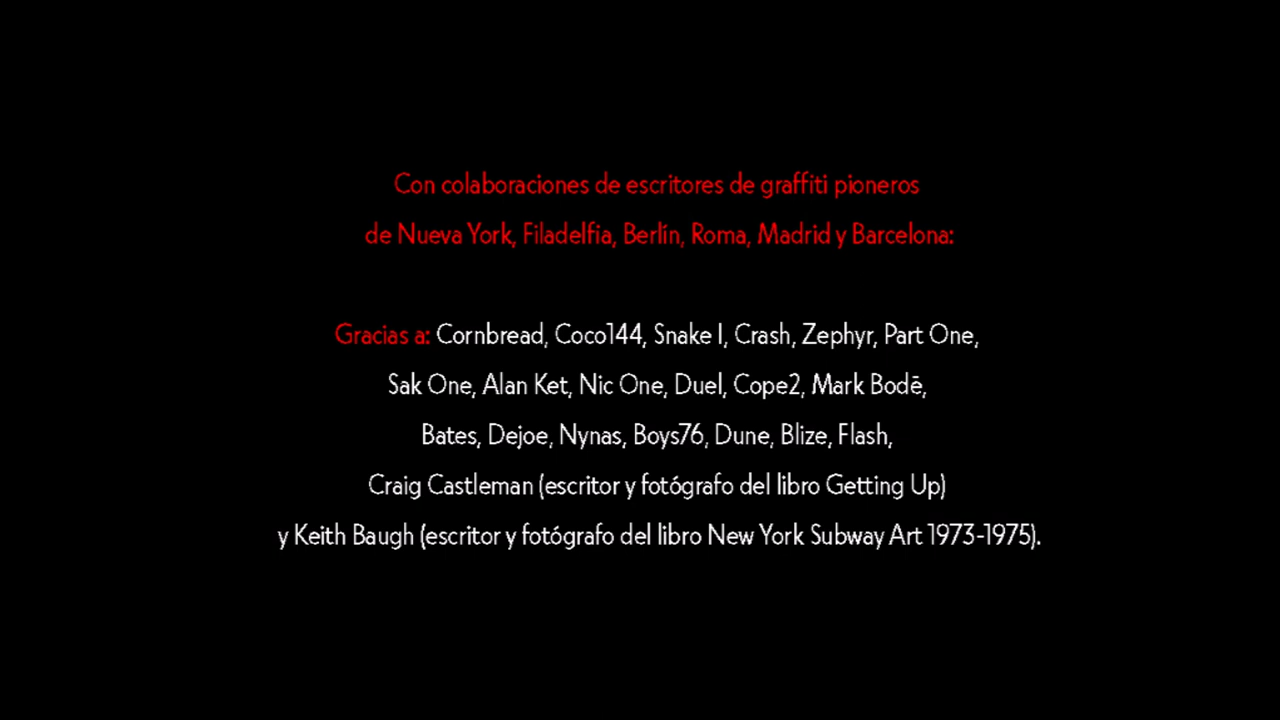 Con colaboraciones de escritores de graffiti pioneros
de Nueva York, Filadelfia, Berlín, Roma, Madrid y Barcelona:
Gracias a: Cornbread, Coco144, Snake I, Crash, Zephyr, Part One,
Sak One, Alan Ket, Nic One, Duel, Cope2, Mark Bodē,
Bates, Dejoe, Nynas, Boys76, Dune, Blize, Flash,
Craig Castleman (escritor y fotógrafo del libro Getting Up)
y Keith Baugh (escritor y fotógrafo del libro New York Subway Art 1973-1975).